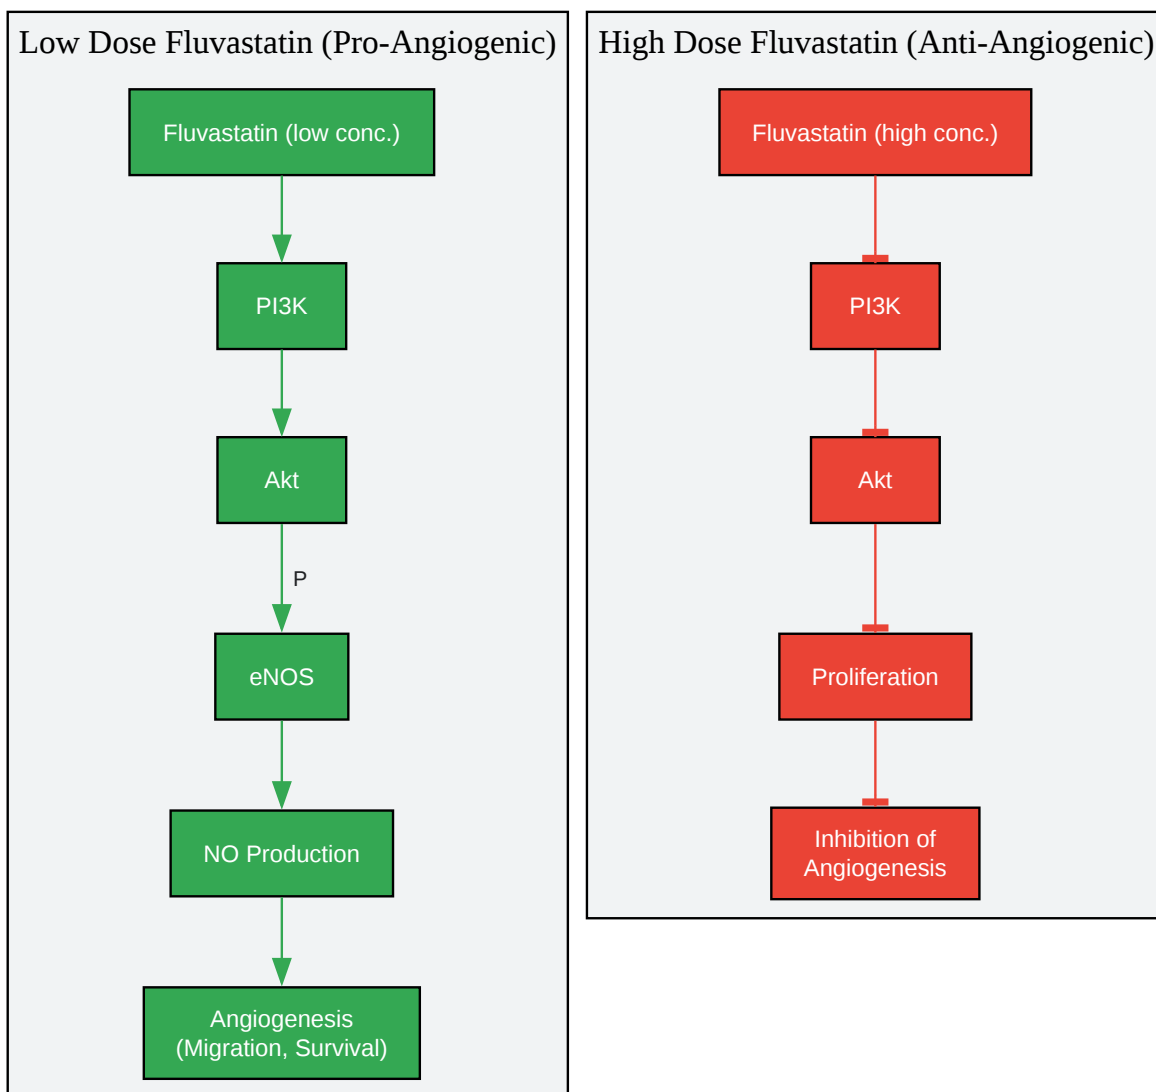 Low Dose Fluvastatin (Pro-Angiogenic)
Fluvastatin (low conc.)
PI3K
Akt
P
eNOS
NO Production
Angiogenesis
(Migration, Survival)
High Dose Fluvastatin (Anti-Angiogenic)
Fluvastatin (high conc.)
PI3K
Akt
Proliferation
Inhibition of
Angiogenesis